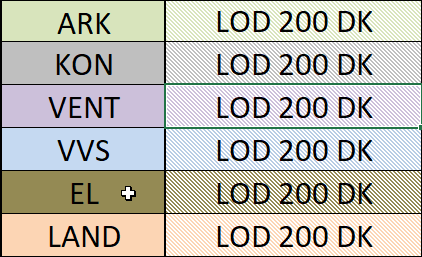 ARK LOD 200 DK
KON LOD 200 DK
VENT LOD 200 DK
VVS LOD 200 DK
EL LOD 200 DK
LAND LOD 200 DK